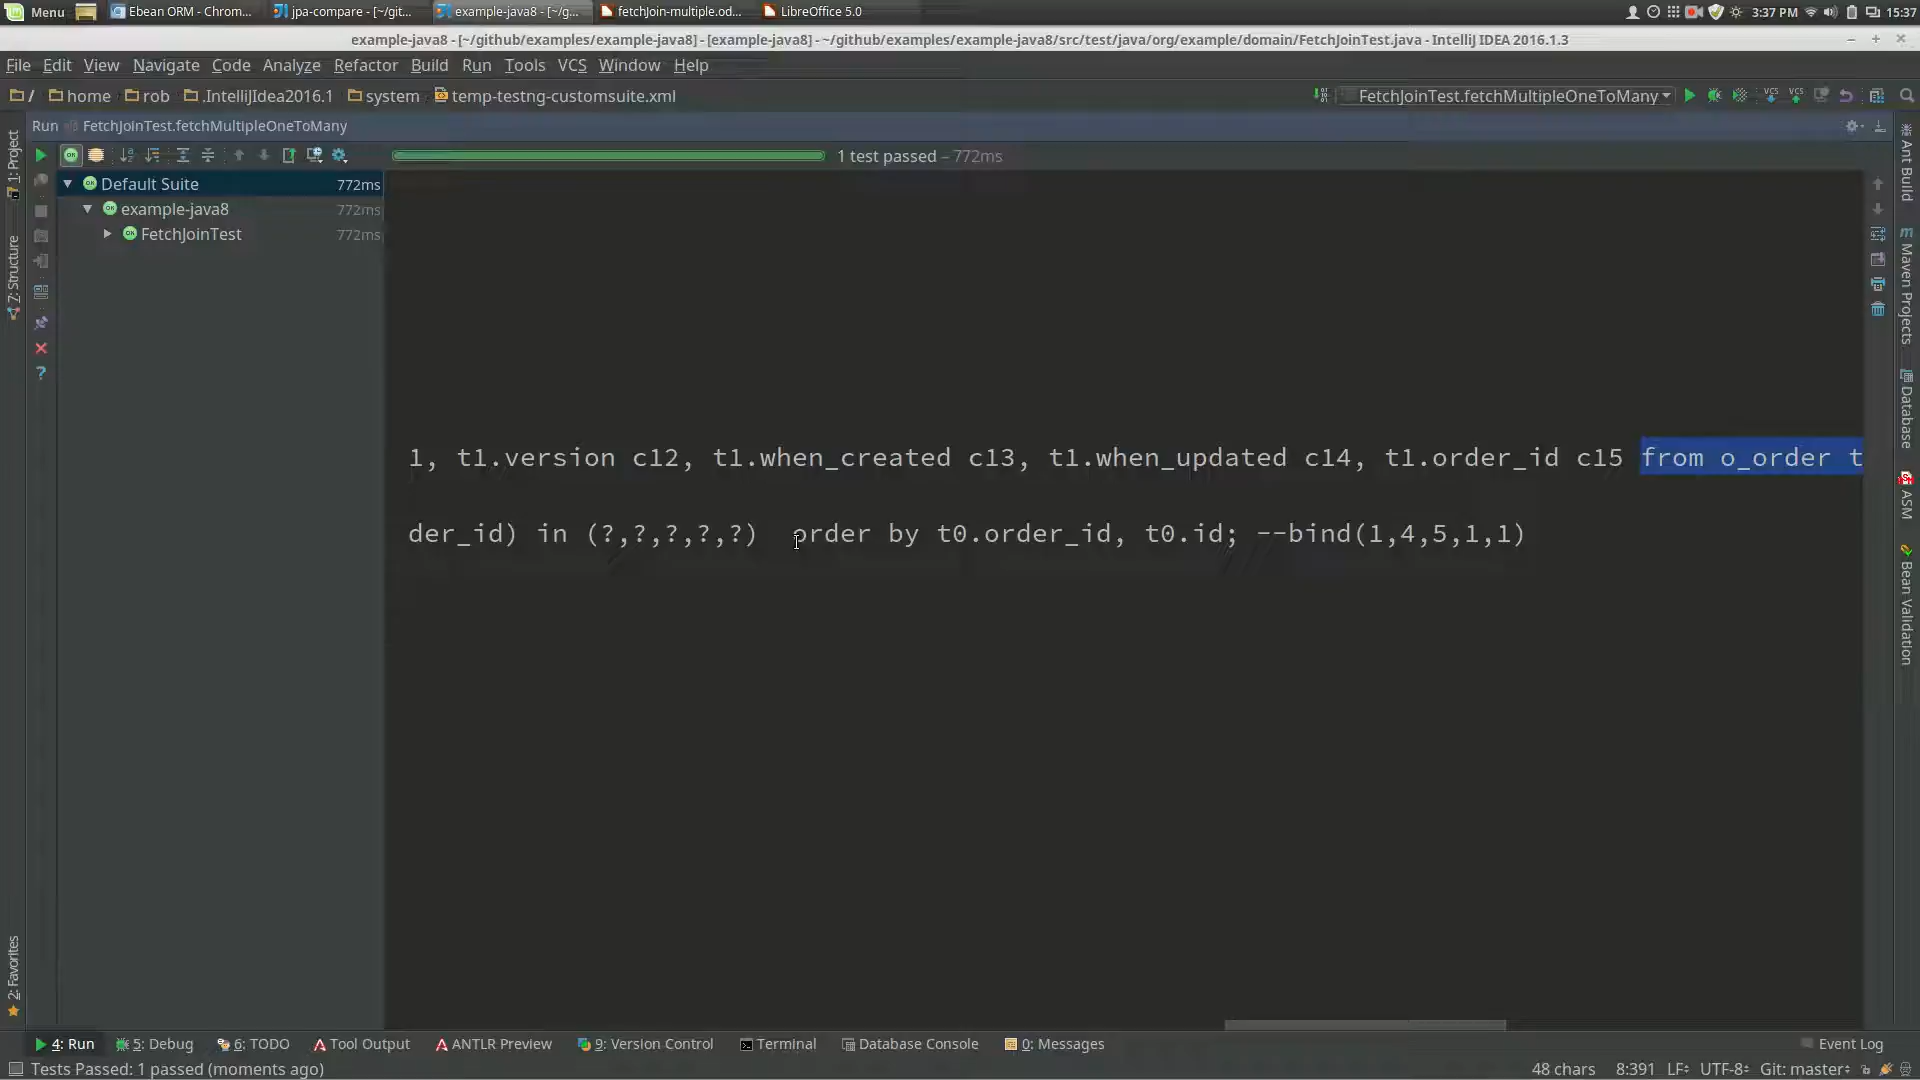 Menu Ebean ORM - Chrom... jpa-compare - [~/git... example-java8 - [~/g... fetchJoin-multiple.od... LibreOffice 5.0 3:37 PM 15:37
example-java8 - [~/github/examples/example-java8] - [example-java8] - ~/github/examples/example-java8/src/test/java/org/example/domain/FetchJoinTest.java - IntelliJ IDEA 2016.1.3
File Edit View Navigate Code Analyze Refactor Build Run Tools VCS Window Help
/ home rob .IntelliJIdea2016.1 system temp-testng-customsuite.xml FetchJoinTest.fetchMultipleOneToMany VCS VCS
Run FetchJoinTest.fetchMultipleOneToMany
1 test passed – 772ms
Default Suite 772ms
example-java8 772ms
FetchJoinTest 772ms
1, t1.version c12, t1.when_created c13, t1.when_updated c14, t1.order_id c15 from o_order t
der_id) in (?,?,?,?,?)  order by t0.order_id, t0.id; --bind(1,4,5,1,1)
1: Project
7: Structure
2: Favorites
Ant Build
Maven Projects
Database
ASM
Bean Validation
4: Run 5: Debug 6: TODO Tool Output ANTLR Preview 9: Version Control Terminal Database Console 0: Messages Event Log
Tests Passed: 1 passed (moments ago) 48 chars 8:391 LF÷ UTF-8÷ Git: master÷